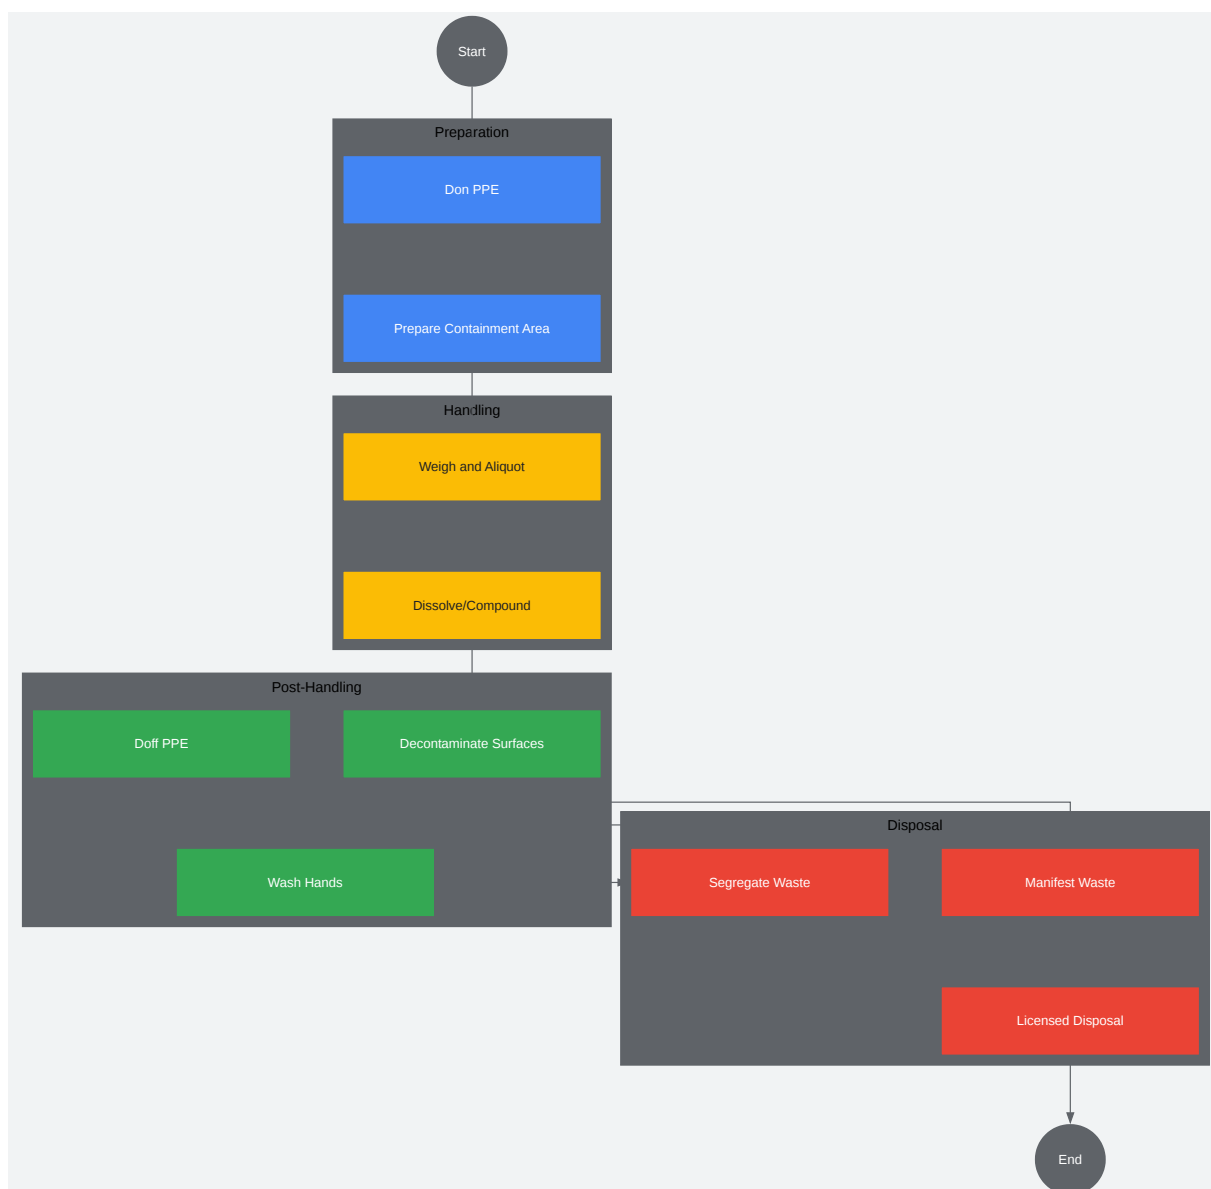 Start
Preparation
Don PPE
Prepare Containment Area
Handling
Weigh and Aliquot
Dissolve/Compound
Post-Handling
Doff PPE
Decontaminate Surfaces
Wash Hands
Disposal
Segregate Waste
Manifest Waste
Licensed Disposal
End